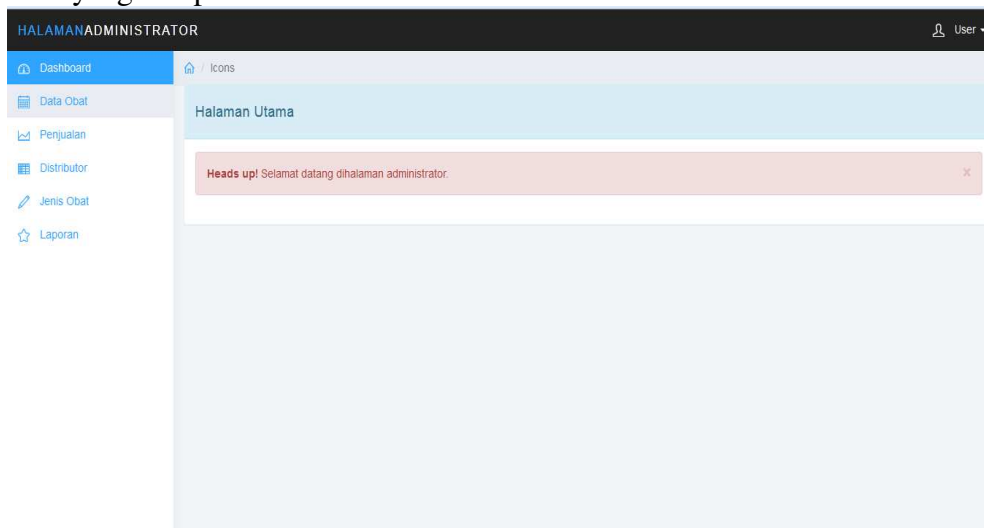 HALAMANADMINISTRATOR
User
Dashboard
/ Icons
Data Obat
Halaman Utama
Penjualan
Distributor
Heads up! Selamat datang dihalaman administrator.
x
Jenis Obat
Laporan